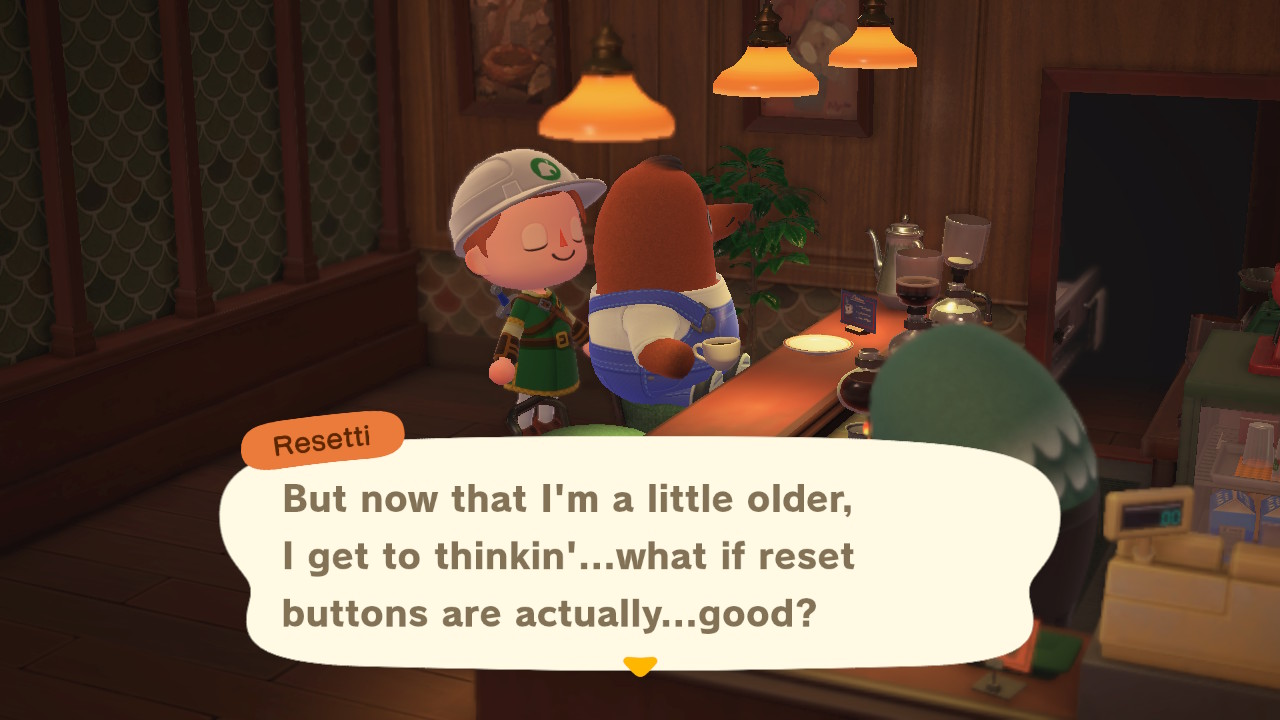 Resetti
But now that I'm a little older,
I get to thinkin'...what if reset
buttons are actually...good?